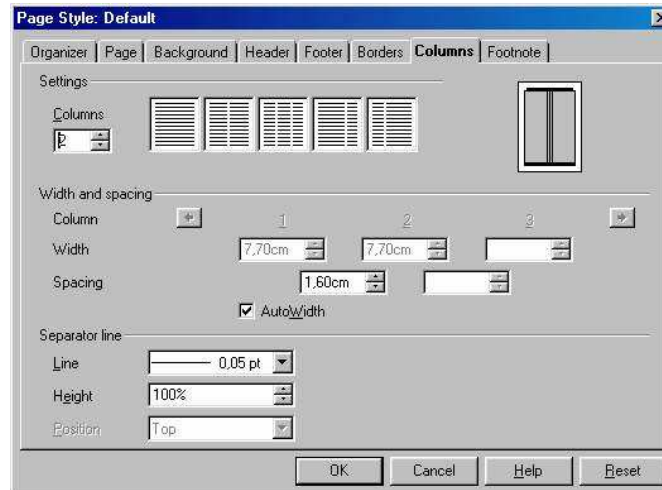 Page Style: Default
Organizer Page Background Header Footer Borders Columns Footnote
Settings
Columns
2
Width and spacing
Column 1 2 3
Width 7,70cm 7,70cm
Spacing 1,60cm
AutoWidth
Separator line
Line 0,05 pt
Height 100%
Position Top
OK Cancel Help Reset